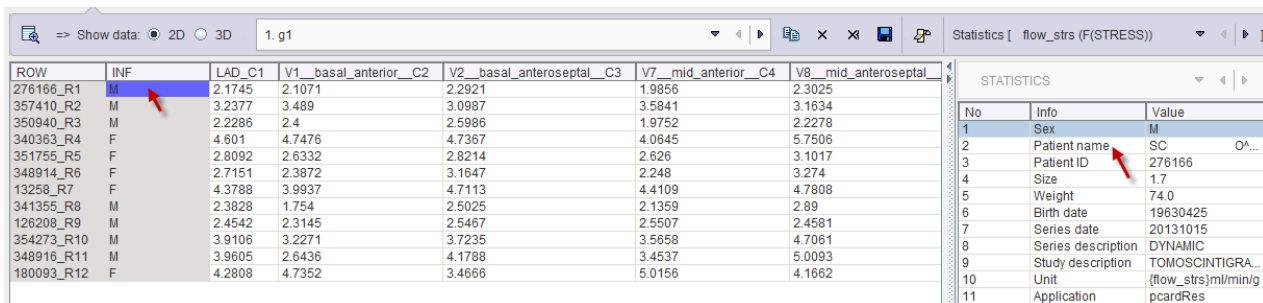 => Show data: 2D 3D 1. g1 Statistics [ flow_strs (F(STRESS)) ]
ROW INF LAD_C1 V1__basal_anterior__C2 V2__basal_anteroseptal__C3 V7__mid_anterior__C4 V8__mid_anteroseptal_
276166_R1 M 2.1745 2.1071 2.2921 1.9856 2.3025
357410_R2 M 3.2377 3.489 3.0987 3.5841 3.1634
350940_R3 M 2.2286 2.4 2.5986 1.9752 2.2278
340363_R4 F 4.601 4.7476 4.7367 4.0645 5.7506
351755_R5 F 2.8092 2.6332 2.8214 2.626 3.1017
348914_R6 F 2.7151 2.3872 3.1647 2.248 3.274
13258_R7 F 4.3788 3.9937 4.7113 4.4109 4.7808
341355_R8 M 2.3828 1.754 2.5025 2.1359 2.89
126208_R9 M 2.4542 2.3145 2.5467 2.5507 2.4581
354273_R10 M 3.9106 3.2271 3.7235 3.5658 4.7061
348916_R11 M 3.9605 2.6436 4.1788 3.4537 5.0093
180093_R12 F 4.2808 4.7352 3.4666 5.0156 4.1662
STATISTICS
No Info Value
1 Sex M
2 Patient name SC O^...
3 Patient ID 276166
4 Size 1.7
5 Weight 74.0
6 Birth date 19630425
7 Series date 20131015
8 Series description DYNAMIC
9 Study description TOMOSCINTIGRA...
10 Unit {flow_strs}ml/min/g
11 Application pcardRes